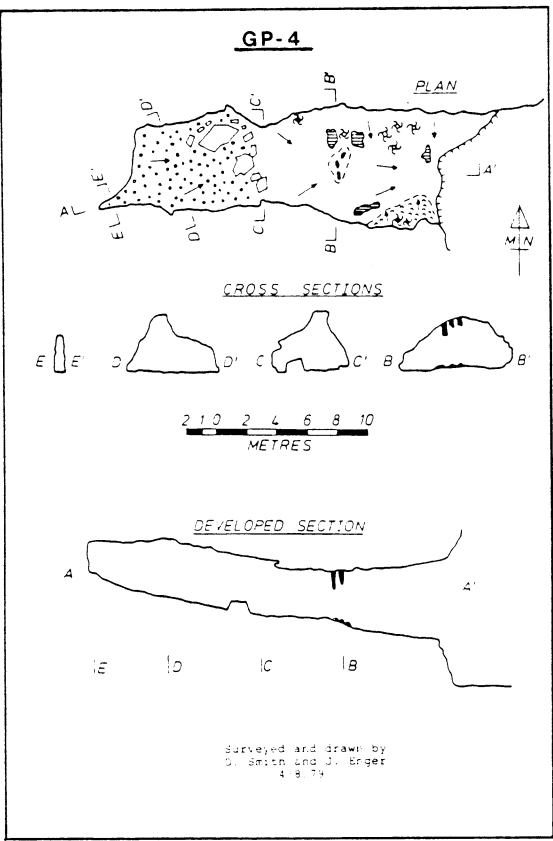 GP-4
PLAN
D' C' B'
E'
A A'
E D C B
MN
CROSS SECTIONS
E E' D D' C C' B B'
2 1 0 2 4 6 8 10
METRES
DEVELOPED SECTION
A A'
E D C B
Surveyed and drawn by
D. Smith and J. Enger
4.8.79